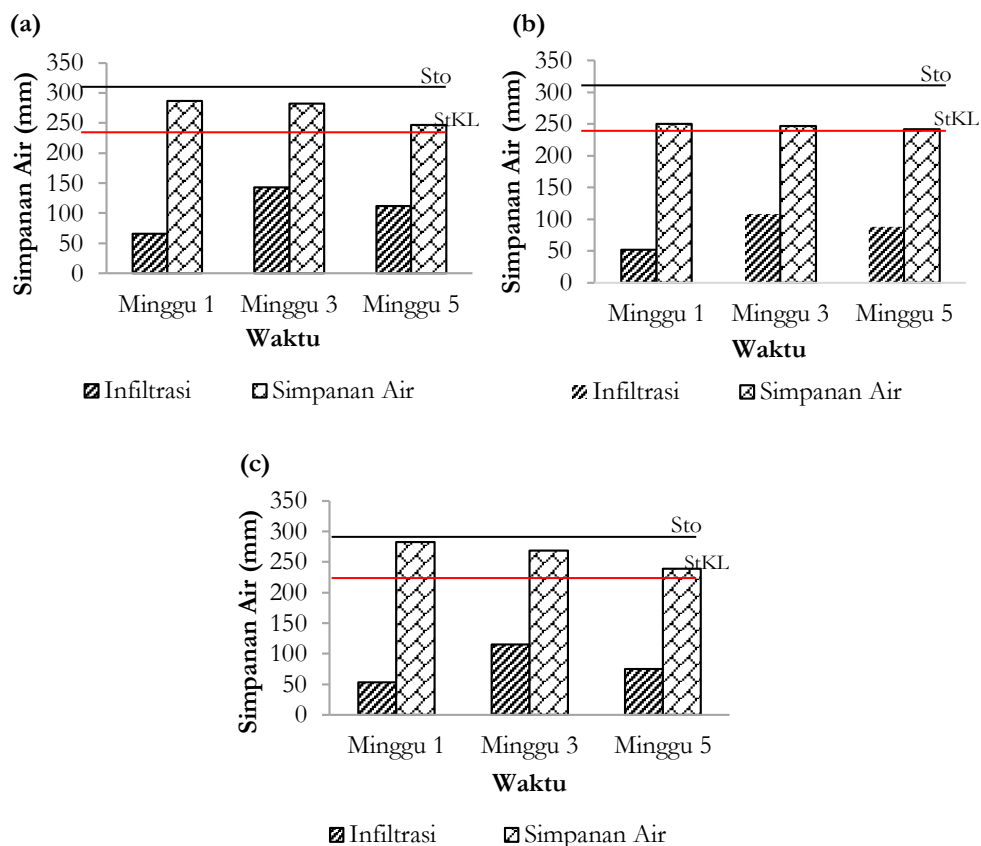 (a)
350
300
250
200
150
100
50
0
Simpanan Air (mm)
Sto
StKL
Minggu 1 Minggu 3 Minggu 5
Waktu
Infiltrasi Simpanan Air
(b)
350
300
250
200
150
100
50
0
Simpanan Air (mm)
Sto
StKL
Minggu 1 Minggu 3 Minggu 5
Waktu
Infiltrasi Simpanan Air
(c)
350
300
250
200
150
100
50
0
Simpanan Air (mm)
Sto
StKL
Minggu 1 Minggu 3 Minggu 5
Waktu
Infiltrasi Simpanan Air